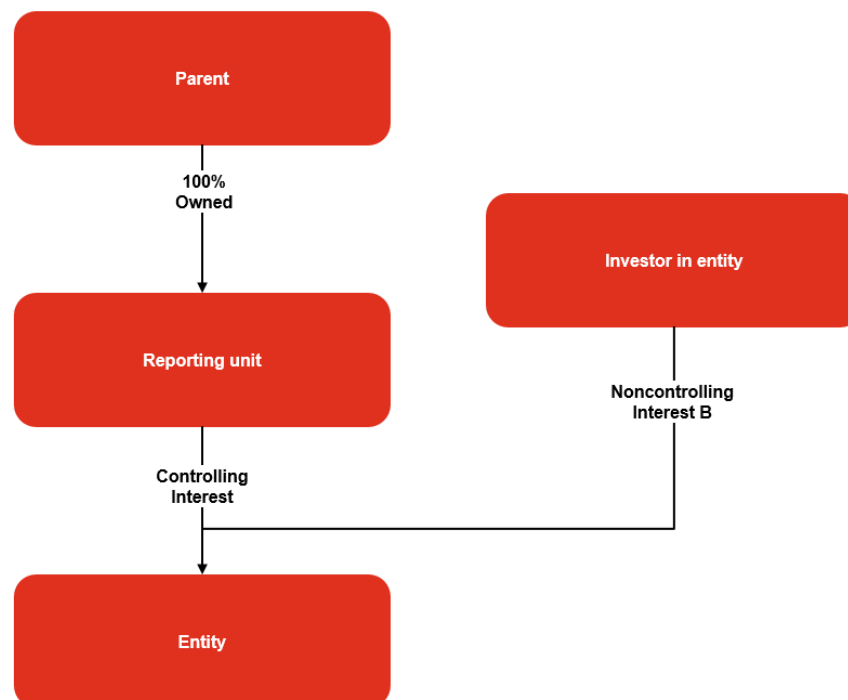 Parent
100%
Owned
Investor in entity
Reporting unit
Noncontrolling
Interest B
Controlling
Interest
Entity